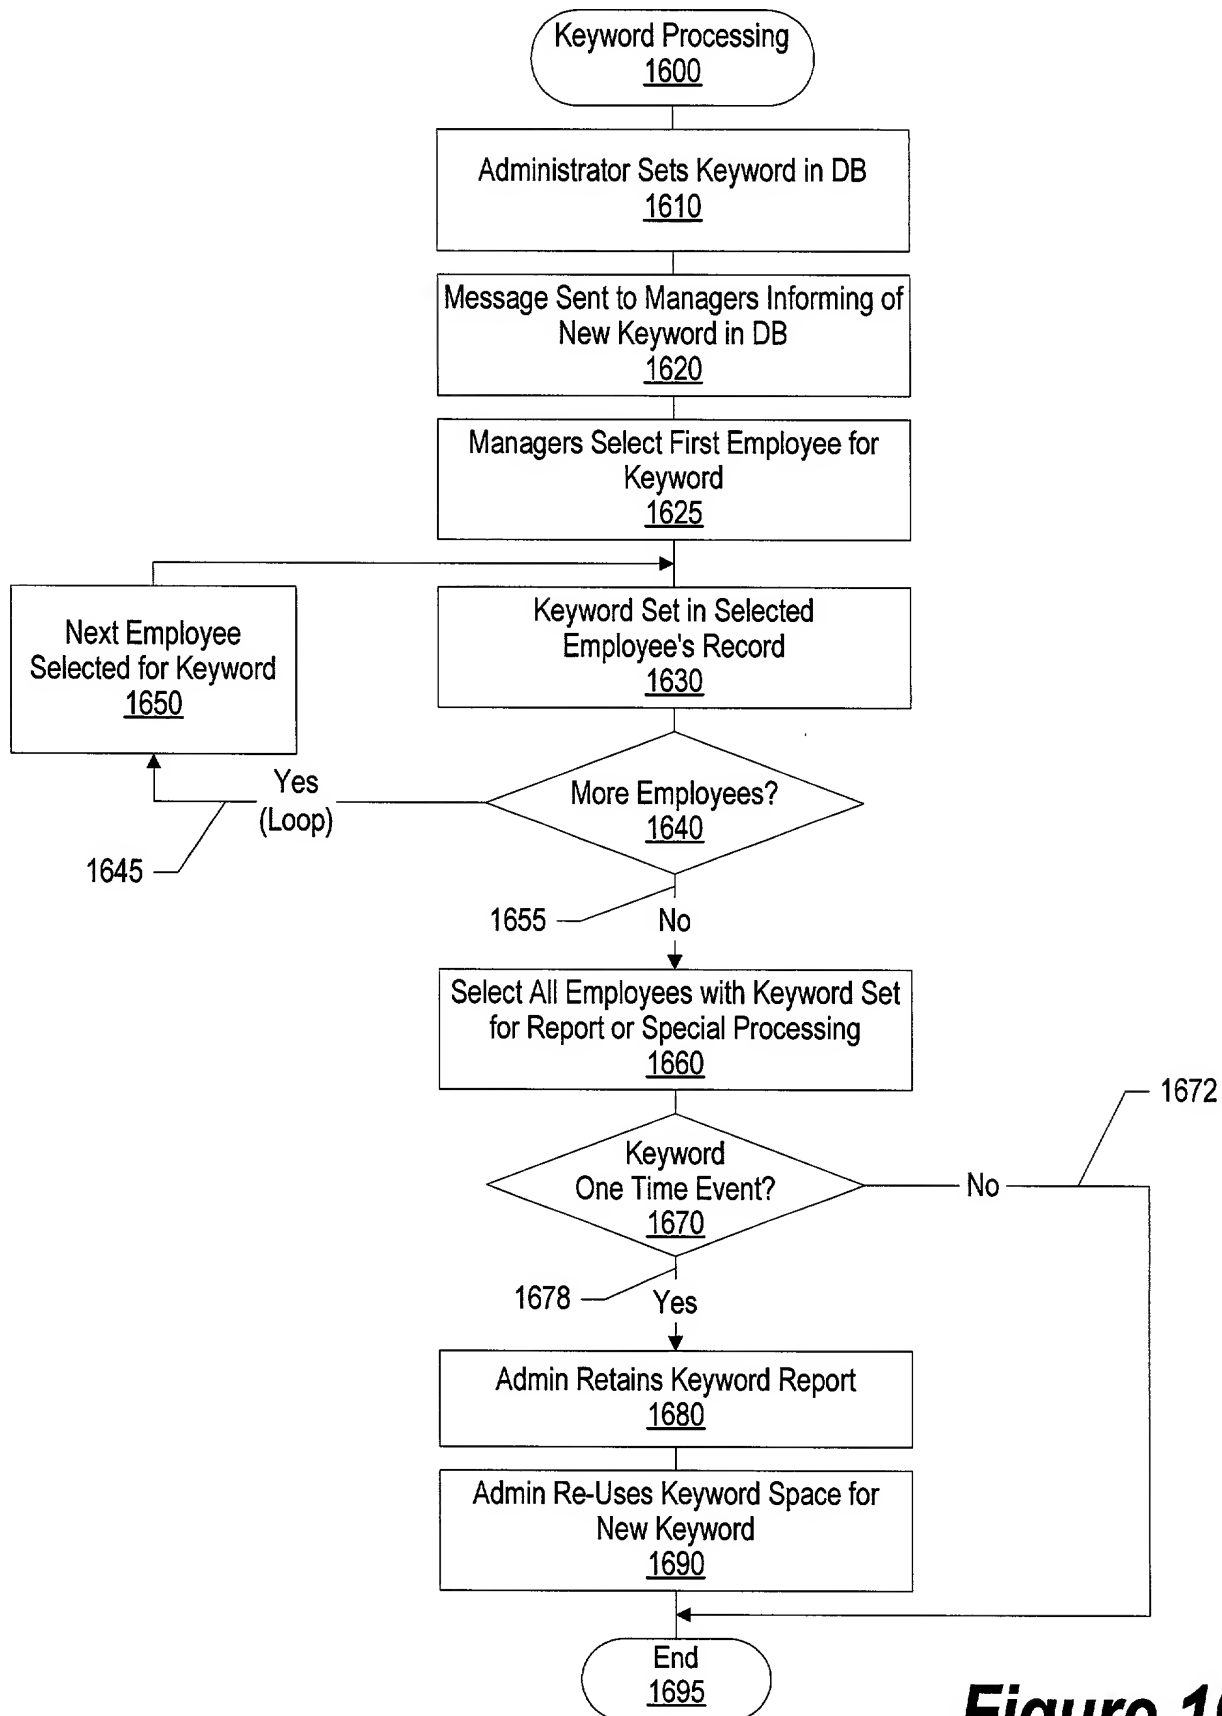 Keyword Processing
1600
Administrator Sets Keyword in DB
1610
Message Sent to Managers Informing of
New Keyword in DB
1620
Managers Select First Employee for
Keyword
1625
Next Employee
Selected for Keyword
1650
Keyword Set in Selected
Employee's Record
1630
Yes
(Loop)
1645
More Employees?
1640
1655
No
Select All Employees with Keyword Set
for Report or Special Processing
1660
1672
Keyword
One Time Event?
1670
No
1678
Yes
Admin Retains Keyword Report
1680
Admin Re-Uses Keyword Space for
New Keyword
1690
End
1695
Figure